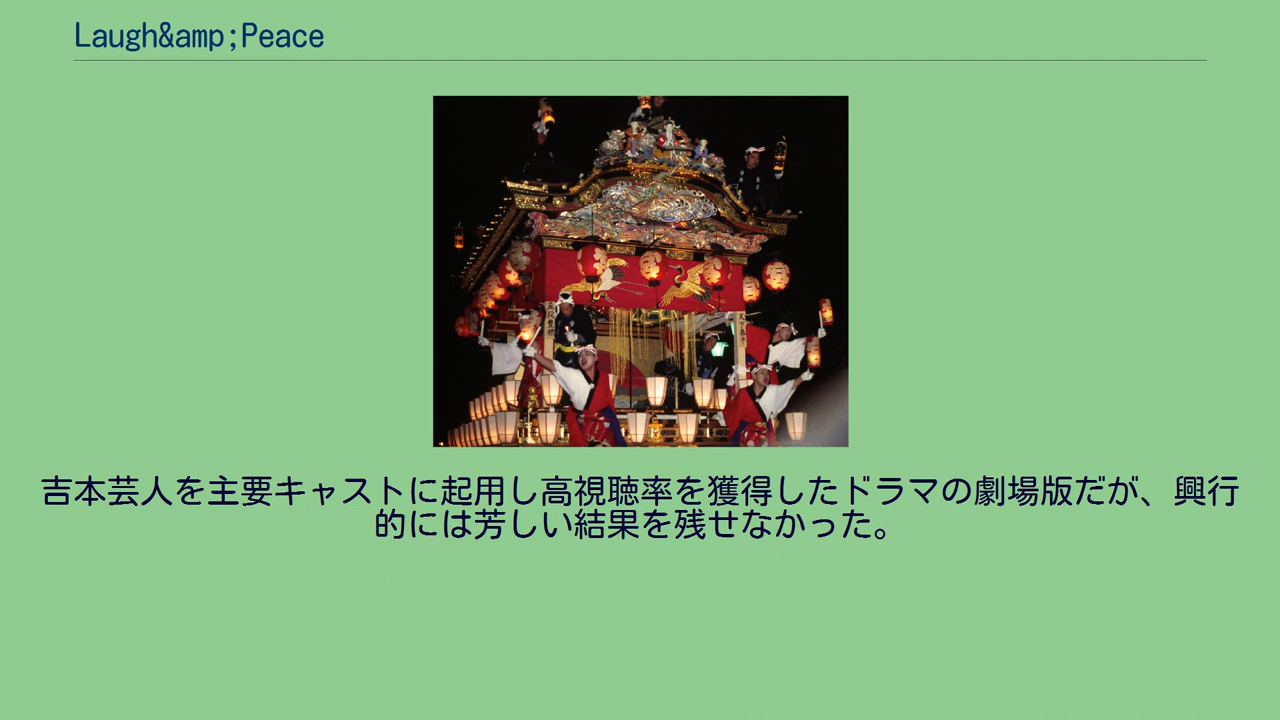 Laugh&amp;Peace
吉本芸人を主要キャストに起用し高視聴率を獲得したドラマの劇場版だが、興行
的には芳しい結果を残せなかった。